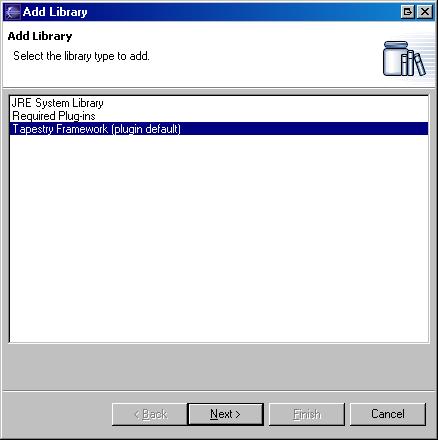 Add Library
Add Library
Select the library type to add.
JRE System Library
Required Plug-ins
Tapestry Framework (plugin default)
< Back Next > Finish Cancel